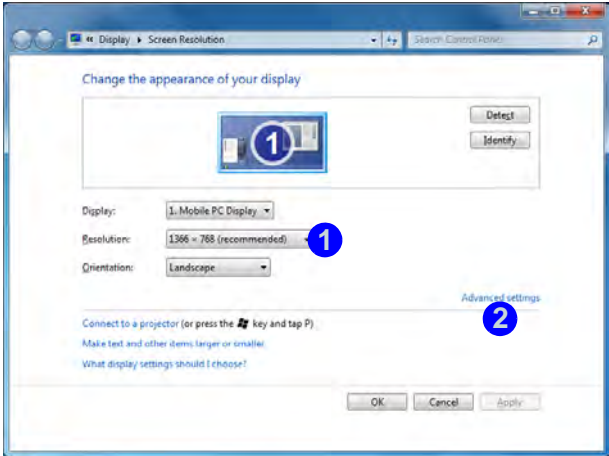 « Display ▸ Screen Resolution
Search Control Panel
Change the appearance of your display
1
Detect
Identify
Display: 1. Mobile PC Display
Resolution: 1366 × 768 (recommended) 1
Orientation: Landscape
Advanced settings
2
Connect to a projector (or press the key and tap P)
Make text and other items larger or smaller
What display settings should I choose?
OK Cancel Apply